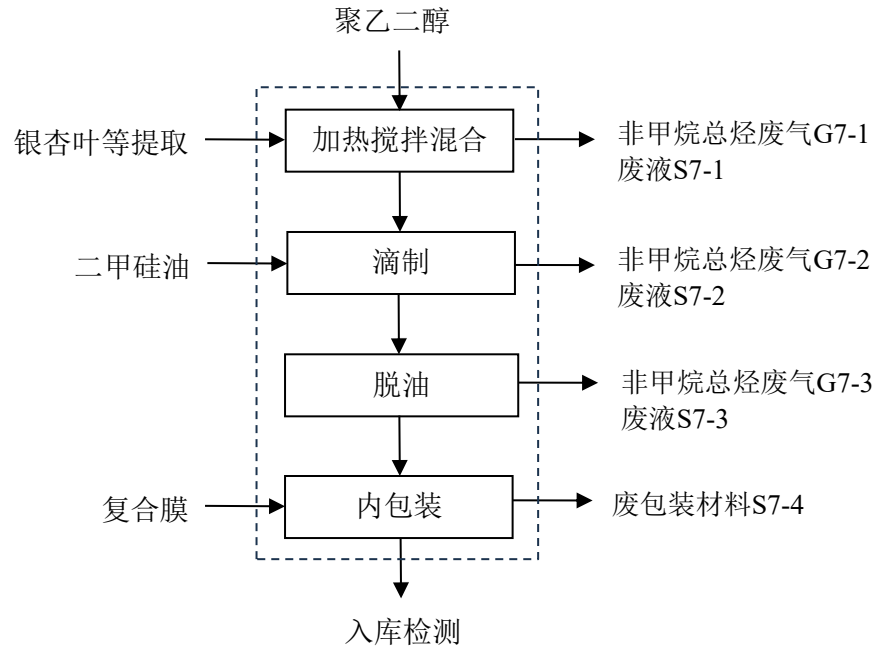 聚乙二醇
银杏叶等提取
加热搅拌混合
非甲烷总烃废气G7-1
废液S7-1
二甲硅油
滴制
非甲烷总烃废气G7-2
废液S7-2
脱油
非甲烷总烃废气G7-3
废液S7-3
复合膜
内包装
废包装材料S7-4
入库检测